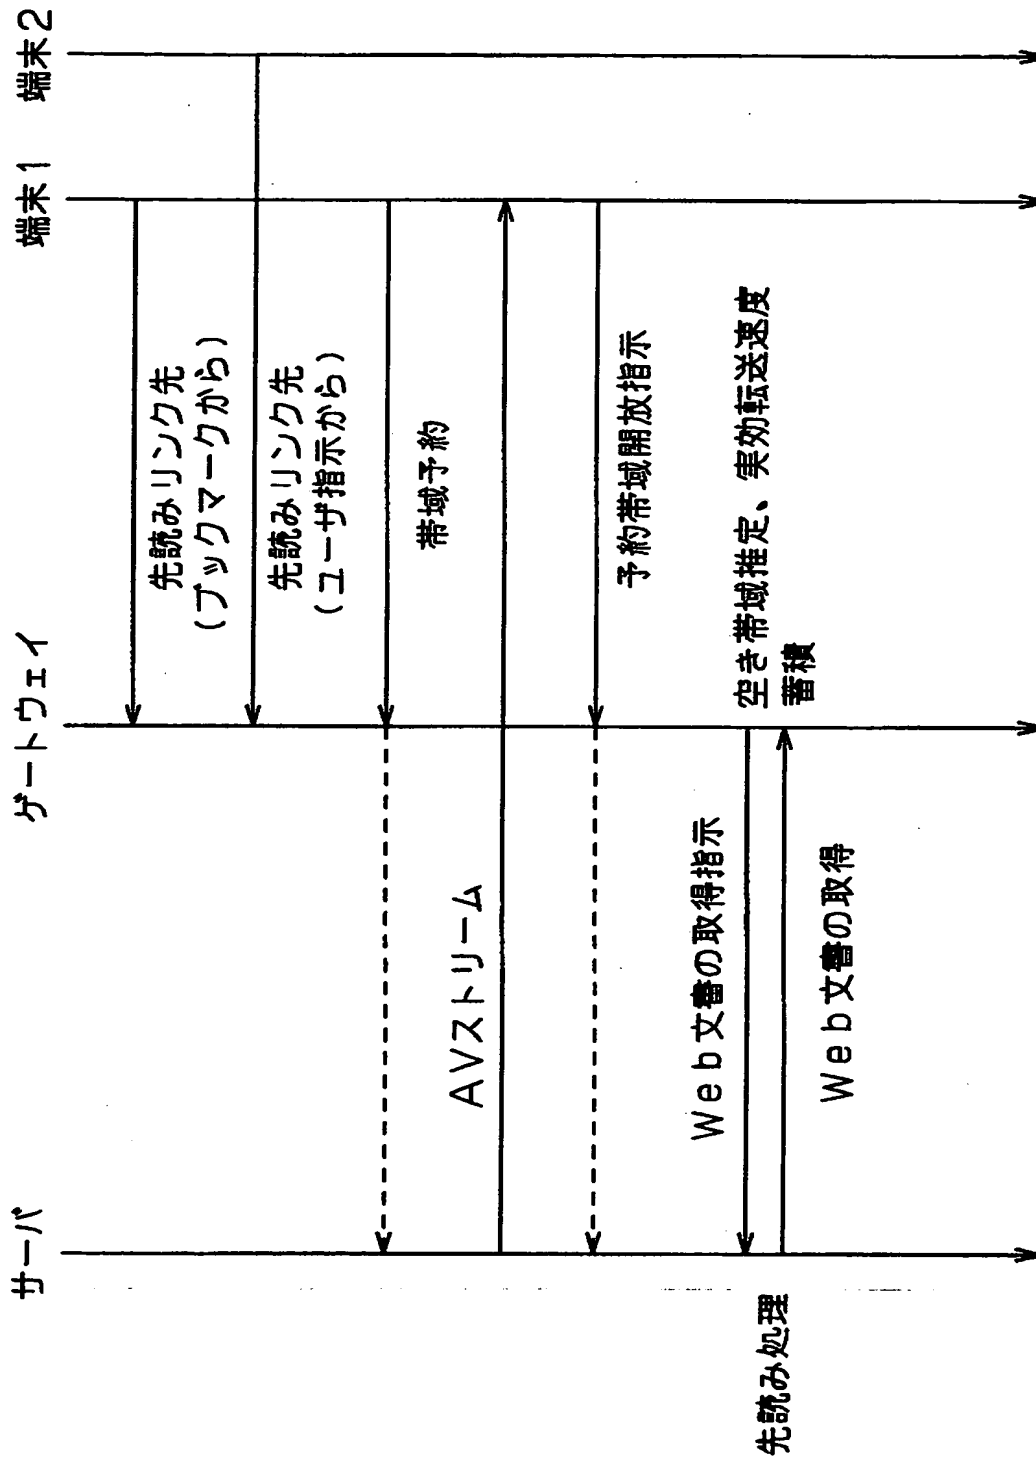 サーバ
ゲートウェイ
端末1
端末2
先読みリンク先
(ブックマークから)
先読みリンク先
(ユーザ指示から)
帯域予約
AVストリーム
予約帯域開放指示
Web文書の取得指示
空き帯域推定、実効転送速度
蓄積
先読み処理
Web文書の取得